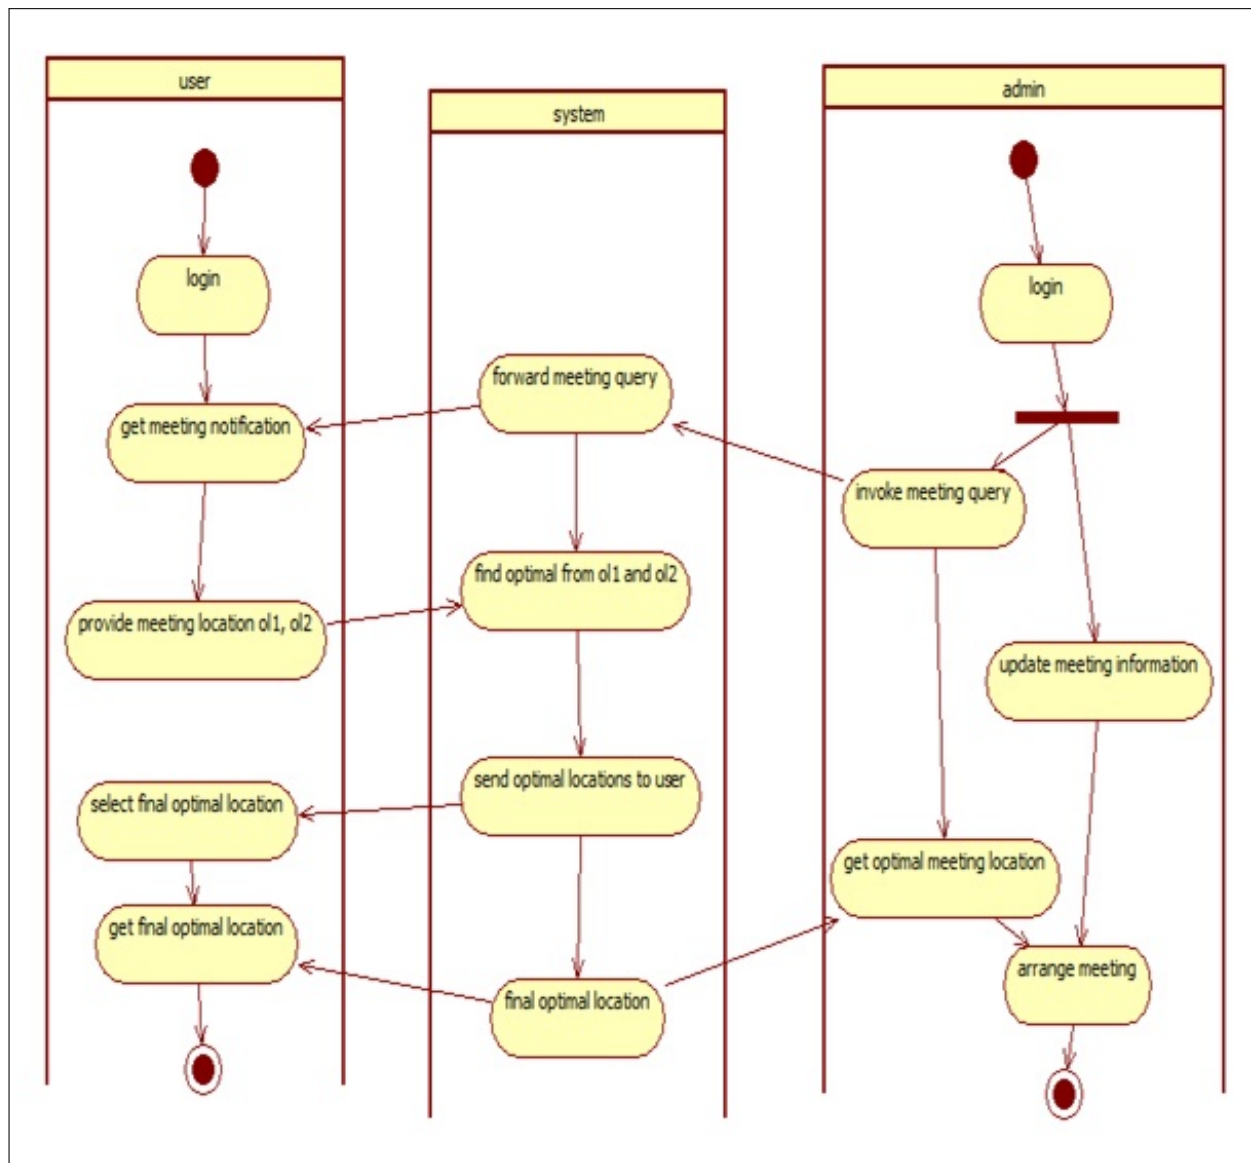 user
login
get meeting notification
provide meeting location ol1, ol2
select final optimal location
get final optimal location
system
forward meeting query
find optimal from ol1 and ol2
send optimal locations to user
final optimal location
admin
login
invoke meeting query
update meeting information
get optimal meeting location
arrange meeting